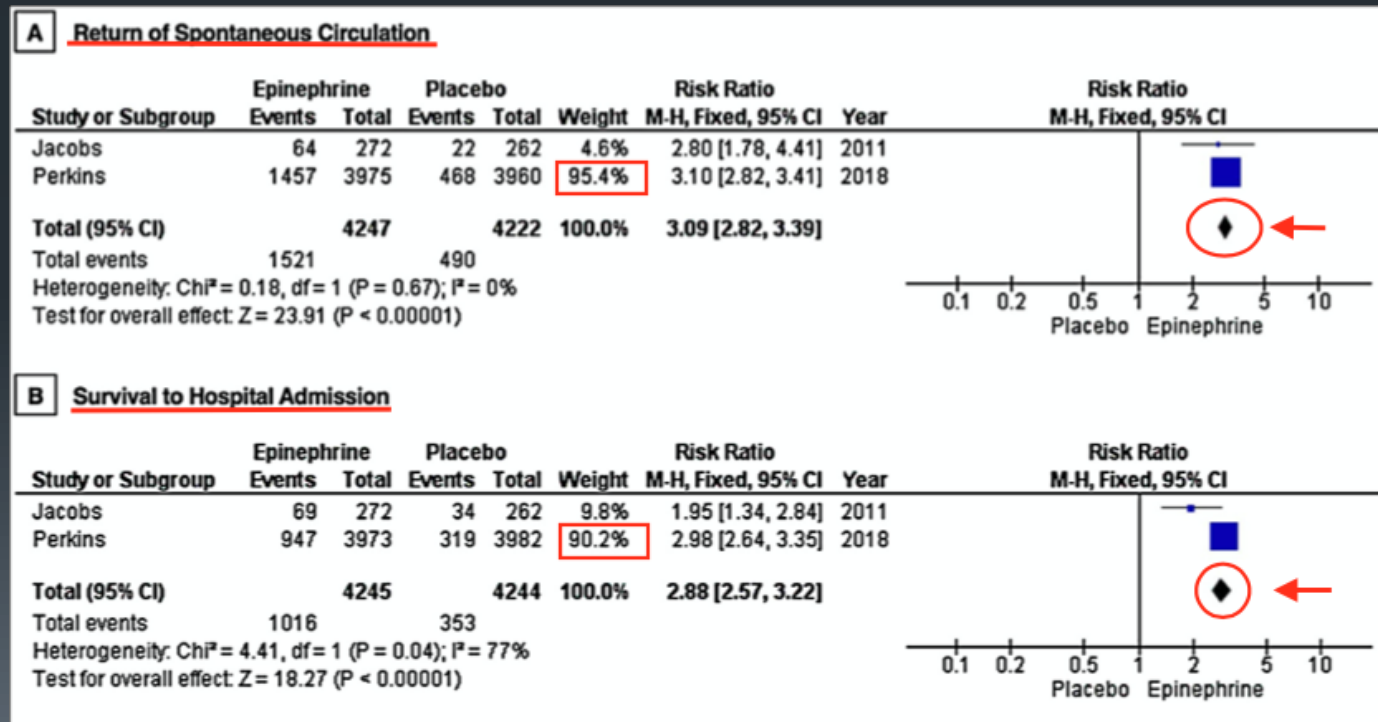 A Return of Spontaneous Circulation
Epinephrine Placebo Risk Ratio Risk Ratio
Study or Subgroup Events Total Events Total Weight M-H, Fixed, 95% CI Year M-H, Fixed, 95% CI
Jacobs 64 272 22 262 4.6% 2.80 [1.78, 4.41] 2011
Perkins 1457 3975 468 3960 95.4% 3.10 [2.82, 3.41] 2018
Total (95% CI) 4247 4222 100.0% 3.09 [2.82, 3.39]
Total events 1521 490
Heterogeneity: Chi² = 0.18, df = 1 (P = 0.67); I² = 0%
Test for overall effect: Z = 23.91 (P < 0.00001)
0.1 0.2 0.5 1 2 5 10
Placebo Epinephrine
B Survival to Hospital Admission
Epinephrine Placebo Risk Ratio Risk Ratio
Study or Subgroup Events Total Events Total Weight M-H, Fixed, 95% CI Year M-H, Fixed, 95% CI
Jacobs 69 272 34 262 9.8% 1.95 [1.34, 2.84] 2011
Perkins 947 3973 319 3982 90.2% 2.98 [2.64, 3.35] 2018
Total (95% CI) 4245 4244 100.0% 2.88 [2.57, 3.22]
Total events 1016 353
Heterogeneity: Chi² = 4.41, df = 1 (P = 0.04); I² = 77%
Test for overall effect: Z = 18.27 (P < 0.00001)
0.1 0.2 0.5 1 2 5 10
Placebo Epinephrine